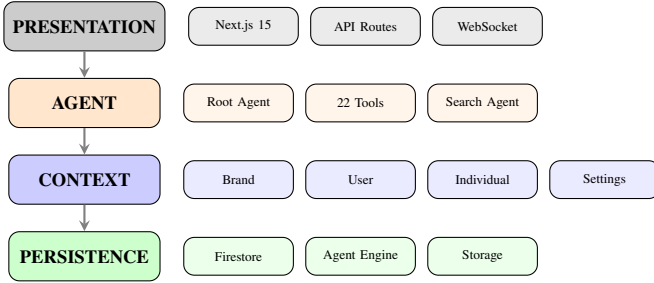 PRESENTATION
Next.js 15
API Routes
WebSocket
AGENT
Root Agent
22 Tools
Search Agent
CONTEXT
Brand
User
Individual
Settings
PERSISTENCE
Firestore
Agent Engine
Storage